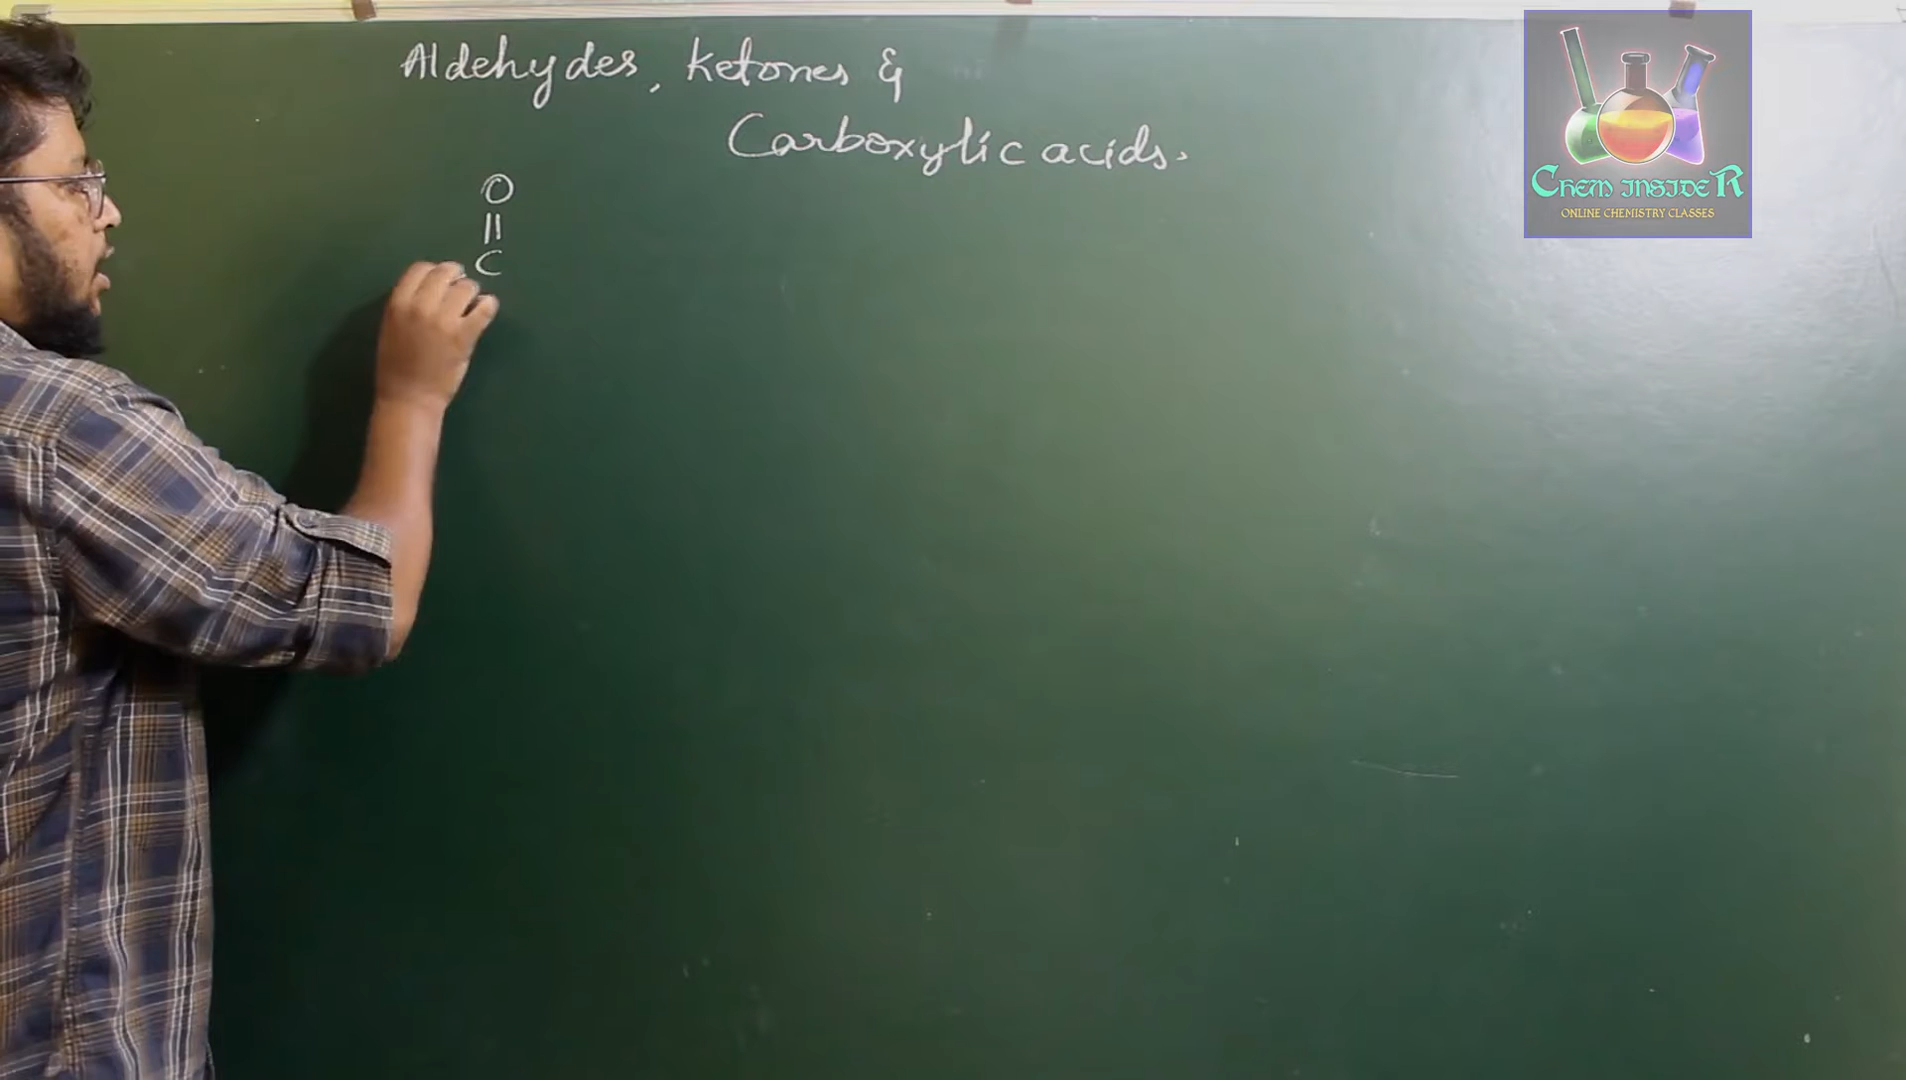 Aldehydes, Ketones &
Carboxylic acids.
O
||
C
CHEM INSIDER
ONLINE CHEMISTRY CLASSES